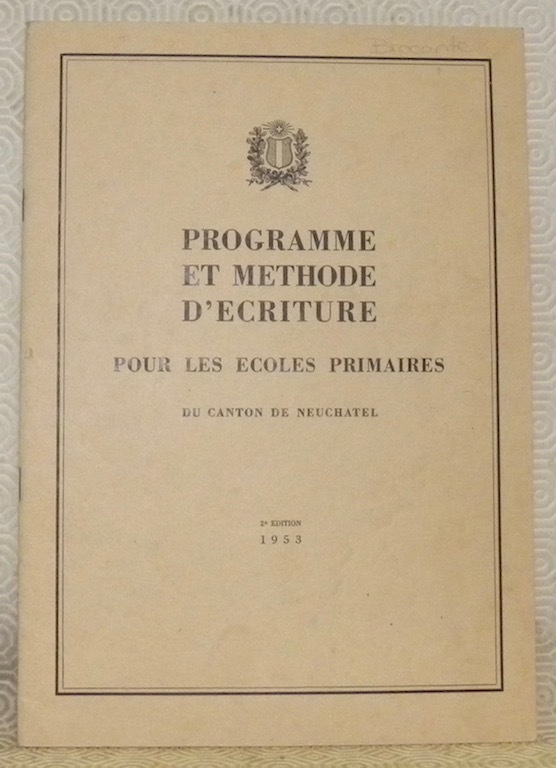 PROGRAMME
ET METHODE
D'ECRITURE
POUR LES ECOLES PRIMAIRES
DU CANTON DE NEUCHATEL
2e EDITION
1953